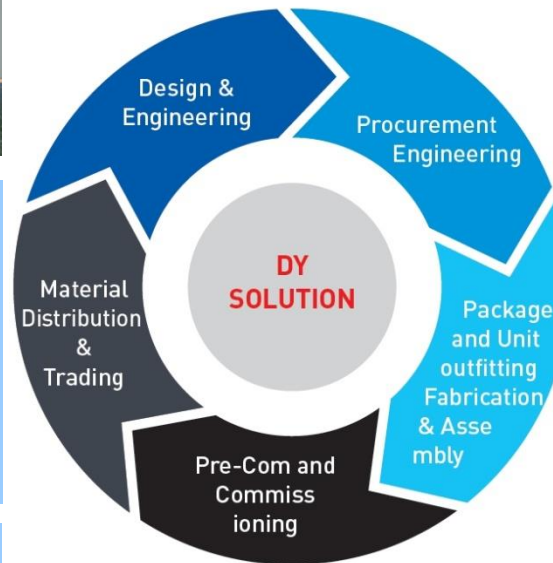 Design &
Engineering
Procurement
Engineering
Package
and Unit
outfitting
Fabrication
& Asse
mbly
Pre-Com and
Commiss
ioning
Material
Distribution
&
Trading
DY
SOLUTION